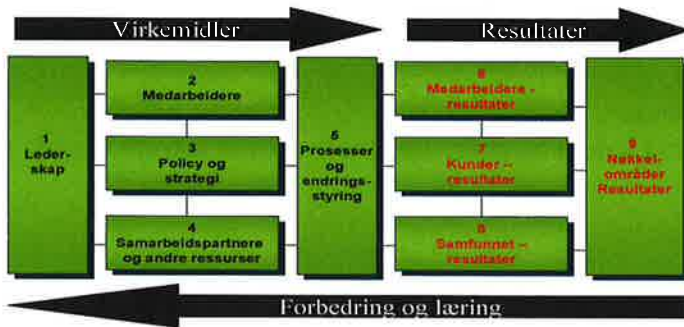 Virkemidler
Resultater
1
Leder-
skap
2
Medarbeidere
3
Policy og
strategi
4
Samarbeidspartnere
og andre ressurser
5
Prosesser
og
endrings-
styring
6
Medarbeidere -
resultater
7
Kunder –
resultater
8
Samfunnet –
resultater
9
Nøkkel-
områder
Resultater
Forbedring og læring